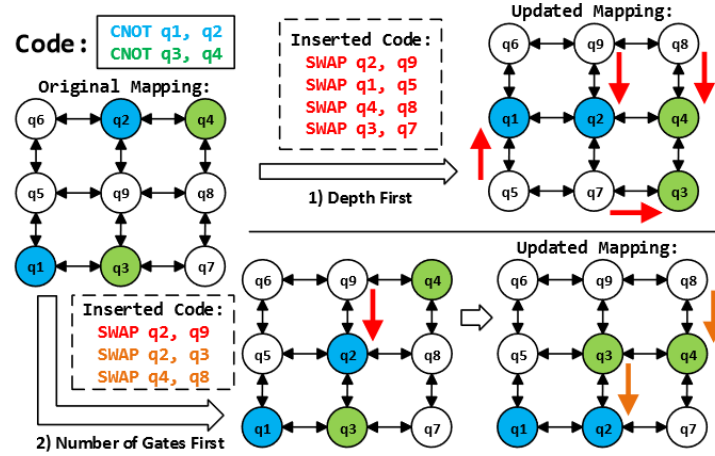 Code:
CNOT q1, q2
CNOT q3, q4
Original Mapping:
q6 q2 q4
q5 q9 q8
q1 q3 q7
Inserted Code:
SWAP q2, q9
SWAP q1, q5
SWAP q4, q8
SWAP q3, q7
1) Depth First
Updated Mapping:
q6 q9 q8
q1 q2 q4
q5 q7 q3
Inserted Code:
SWAP q2, q9
SWAP q2, q3
SWAP q4, q8
2) Number of Gates First
q6 q9 q4
q5 q2 q8
q1 q3 q7
Updated Mapping:
q6 q9 q8
q5 q3 q4
q1 q2 q7